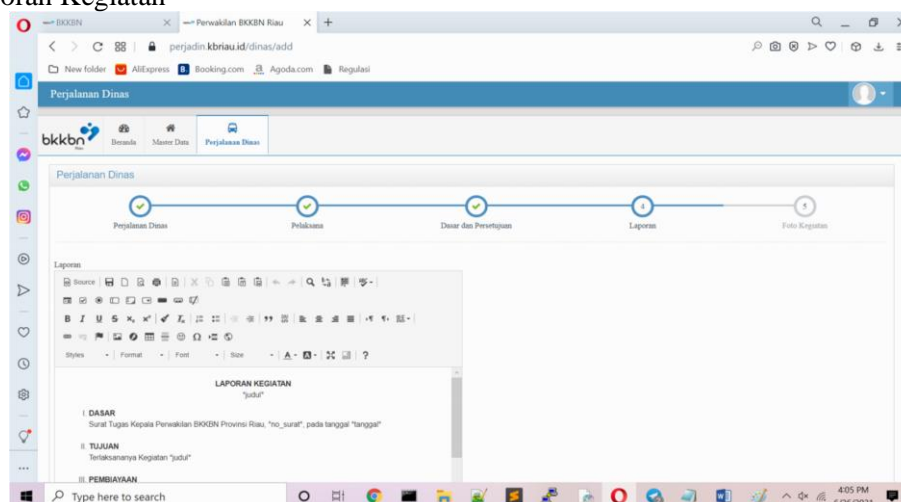 oran Kegiatan
BKKBN
Perwakilan BKKBN Riau
perjadin.kbriau.id/dinas/add
New folder AliExpress Booking.com Agoda.com Regulasi
Perjalanan Dinas
bkkbn
Beranda Master Data Perjalanan Dinas
Perjalanan Dinas
4 5
Perjalanan Dinas Pelaksana Dasar dan Persetujuan Laporan Foto Kegiatan
Laporan
Source
Styles Format Font Size
LAPORAN KEGIATAN
"judul"
I. DASAR
Surat Tugas Kepala Perwakilan BKKBN Provinsi Riau, "no_surat", pada tanggal "tanggal"
II. TUJUAN
Terlaksananya Kegiatan "judul"
III. PEMBIAYAAN
Type here to search
4:05 PM